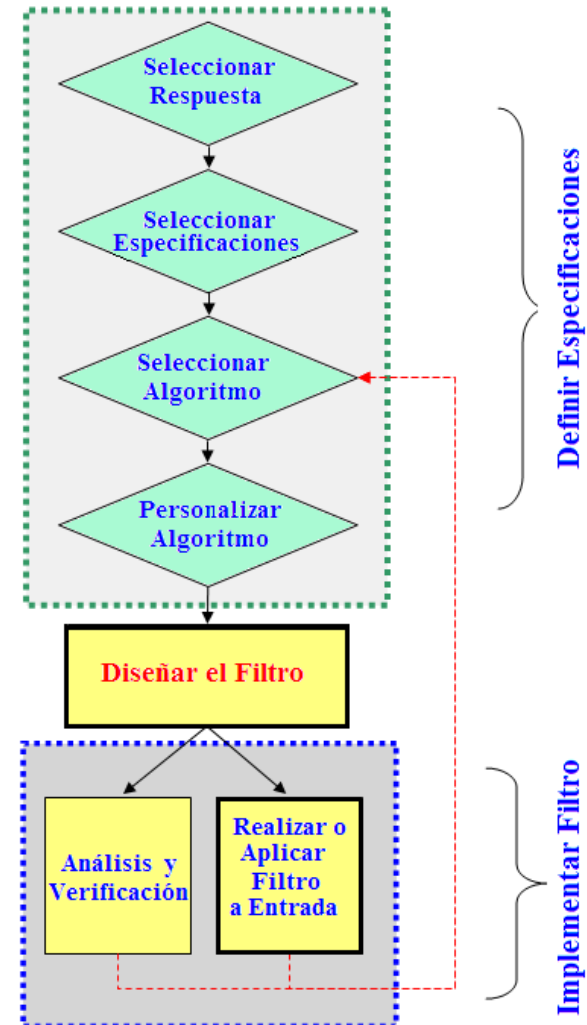 Seleccionar
Respuesta
Seleccionar
Especificaciones
Seleccionar
Algoritmo
Personalizar
Algoritmo
Definir Especificaciones
Diseñar el Filtro
Análisis y
Verificación
Realizar o
Aplicar
Filtro
a Entrada
Implementar Filtro